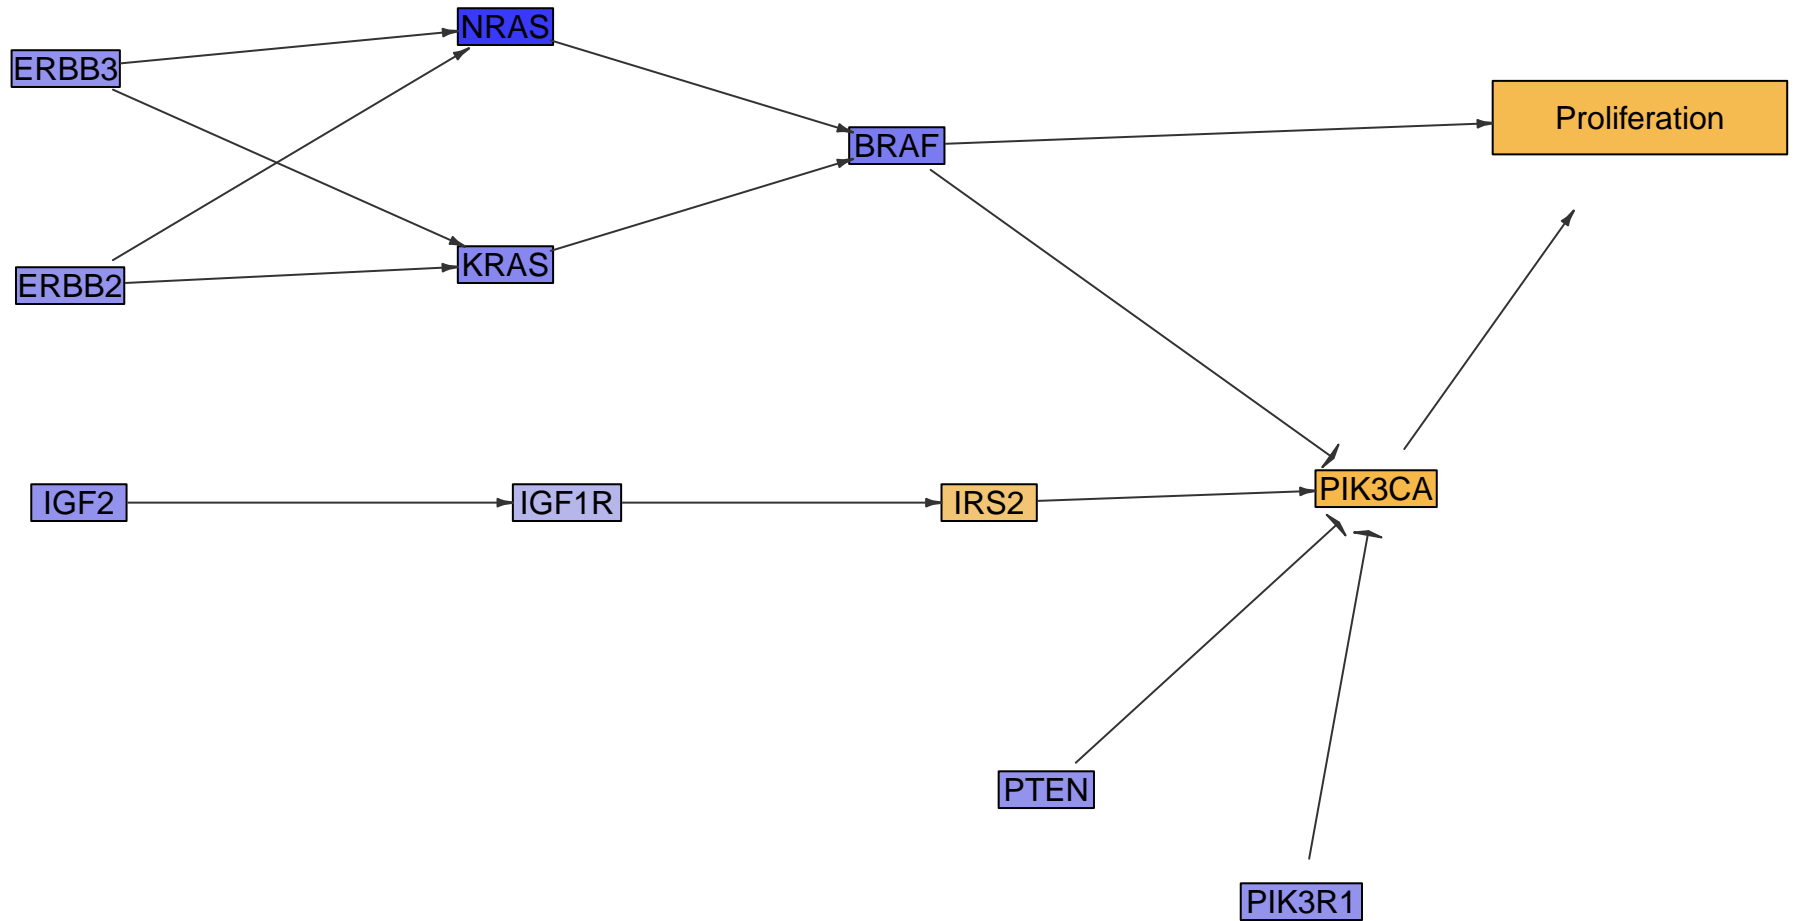 NRAS
ERBB3
Proliferation
BRAF
KRAS
ERBB2
IGF2
IGF1R
IRS2
PIK3CA
PTEN
PIK3R1